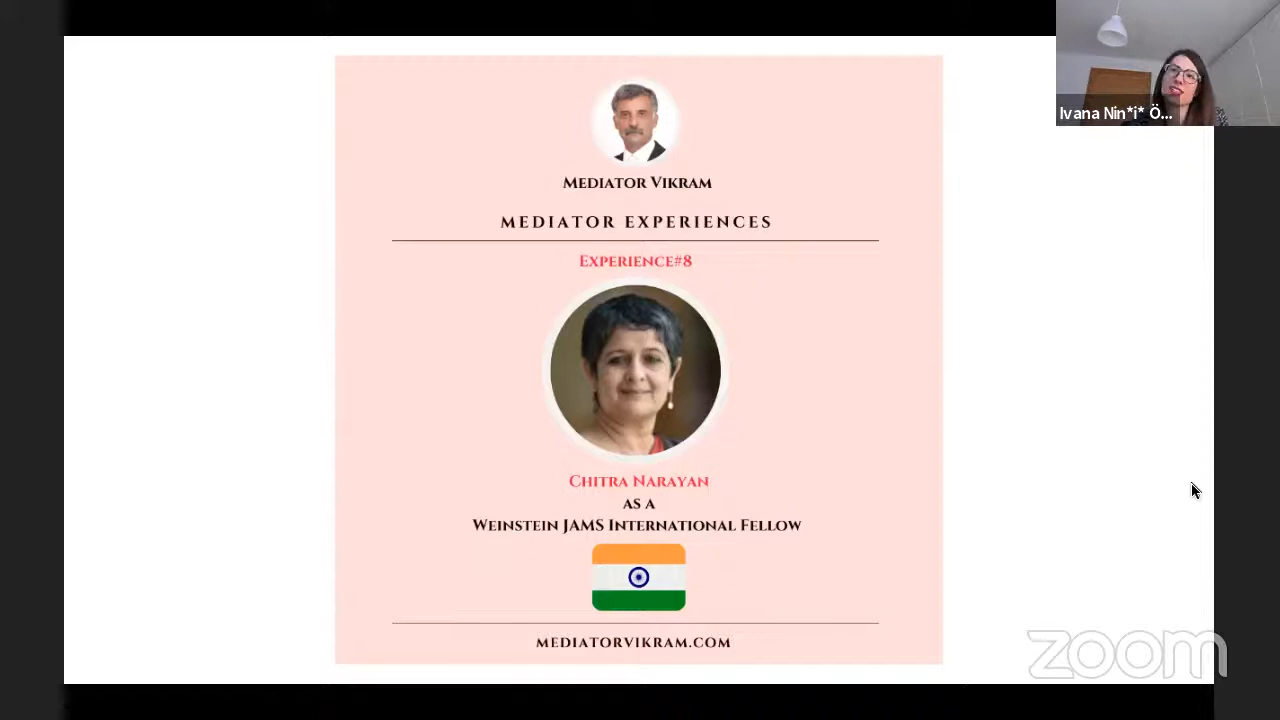 Mediator Vikram
MEDIATOR EXPERIENCES
Experience#8
Chitra Narayan
as a
Weinstein JAMS International Fellow
mediatorvikram.com
Ivana Nin*i* Ö...
zoom